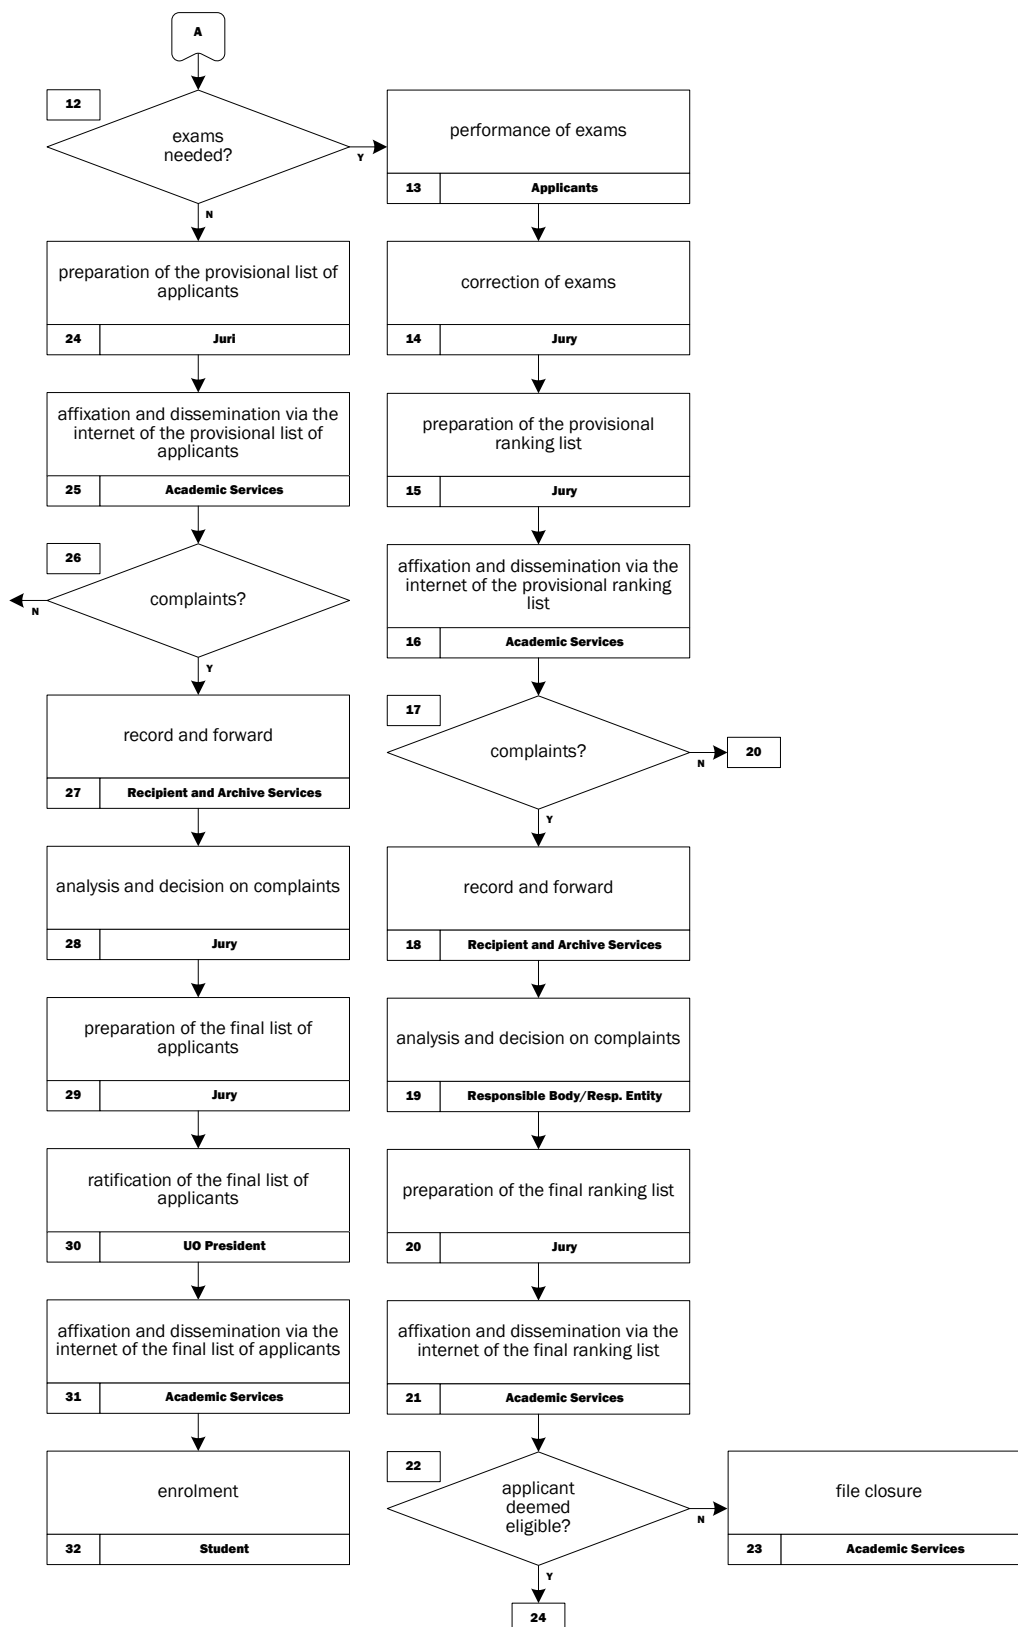 A
12
exams
needed?
Y
N
performance of exams
13 Applicants
preparation of the provisional list of
applicants
24 Juri
correction of exams
14 Jury
affixation and dissemination via the
internet of the provisional list of
applicants
25 Academic Services
preparation of the provisional
ranking list
15 Jury
26
complaints?
N
Y
affixation and dissemination via the
internet of the provisional ranking
list
16 Academic Services
record and forward
27 Recipient and Archive Services
17
complaints?
N
20
Y
analysis and decision on complaints
28 Jury
record and forward
18 Recipient and Archive Services
preparation of the final list of
applicants
29 Jury
analysis and decision on complaints
19 Responsible Body/Resp. Entity
ratification of the final list of
applicants
30 UO President
preparation of the final ranking list
20 Jury
affixation and dissemination via the
internet of the final list of applicants
31 Academic Services
affixation and dissemination via the
internet of the final ranking list
21 Academic Services
enrolment
32 Student
22
applicant
deemed
eligible?
N
Y
file closure
23 Academic Services
24